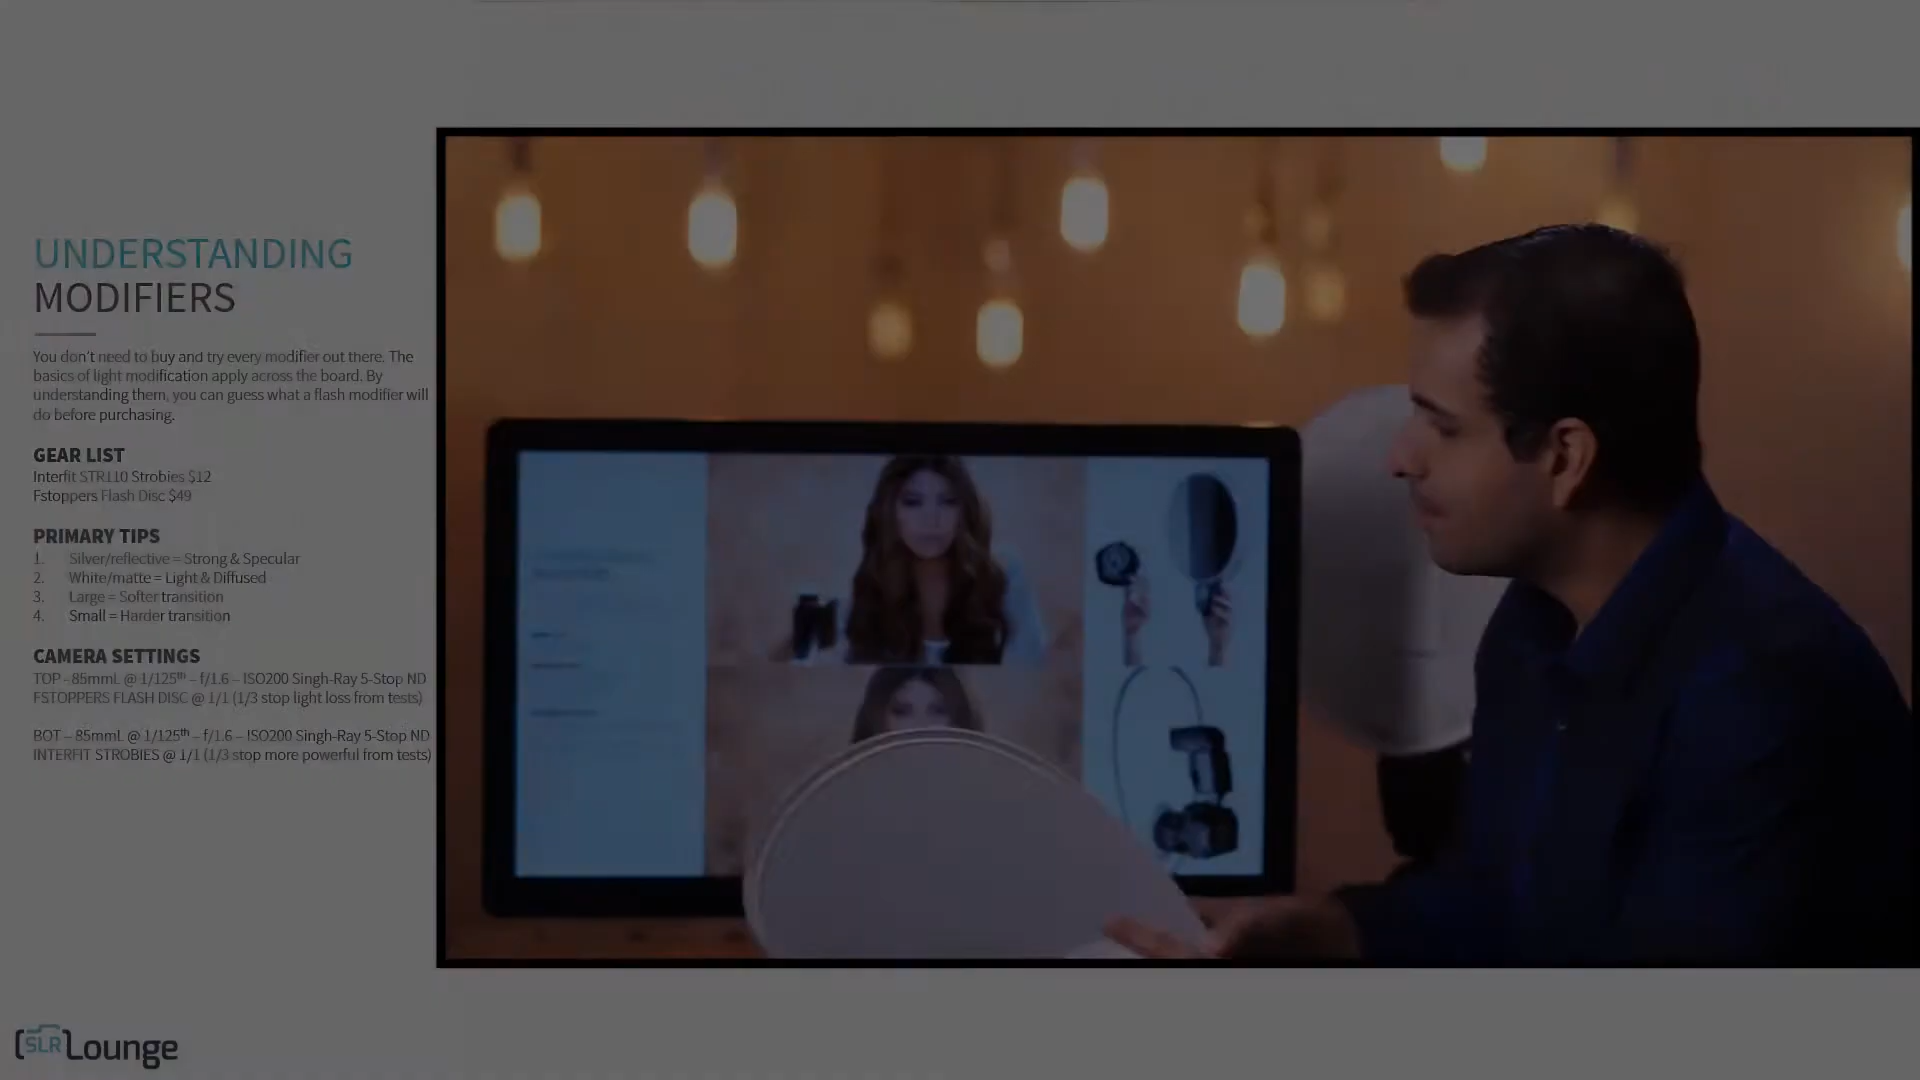 UNDERSTANDING
MODIFIERS
You don't need to buy and try every modifier out there. The
basics of light modification apply across the board. By
understanding them, you can guess what a flash modifier will
do before purchasing.
GEAR LIST
Interfit STR110 Strobies $12
Fstoppers Flash Disc $49
PRIMARY TIPS
1. Silver/reflective = Strong & Specular
2. White/matte = Light & Diffused
3. Large = Softer transition
4. Small = Harder transition
CAMERA SETTINGS
TOP - 85mmL @ 1/125th – f/1.6 – ISO200 Singh-Ray 5-Stop ND
FSTOPPERS FLASH DISC @ 1/1 (1/3 stop light loss from tests)
BOT – 85mmL @ 1/125th – f/1.6 – ISO200 Singh-Ray 5-Stop ND
INTERFIT STROBIES @ 1/1 (1/3 stop more powerful from tests)
[SLR]Lounge